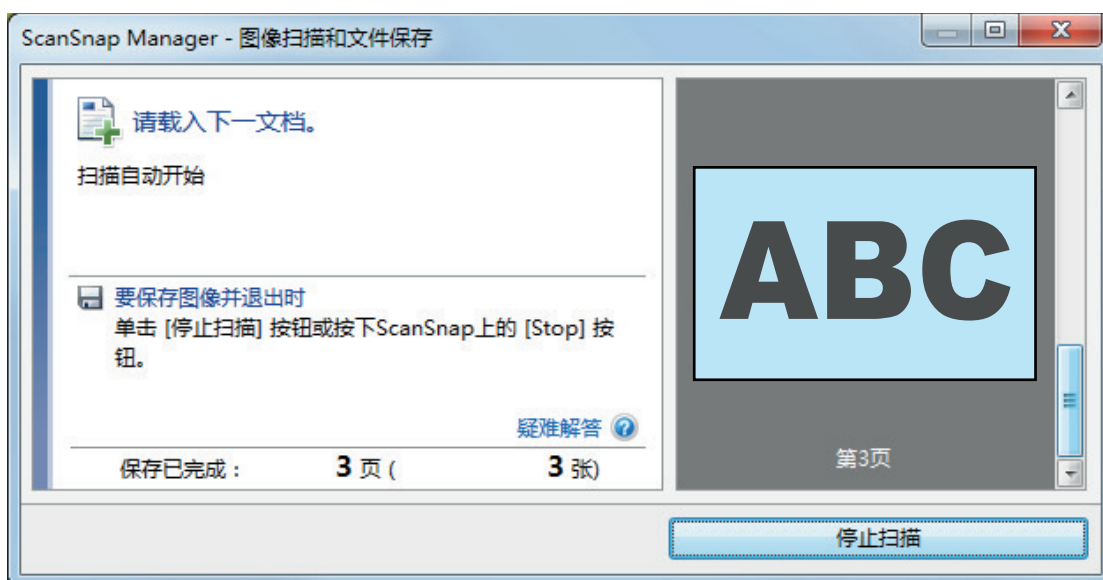 ScanSnap Manager - 图像扫描和文件保存
请载入下一文档。
扫描自动开始
要保存图像并退出时
单击 [停止扫描] 按钮或按下ScanSnap上的 [Stop] 按
钮。
疑难解答
保存已完成： 3 页 ( 3 张)
ABC
第3页
停止扫描